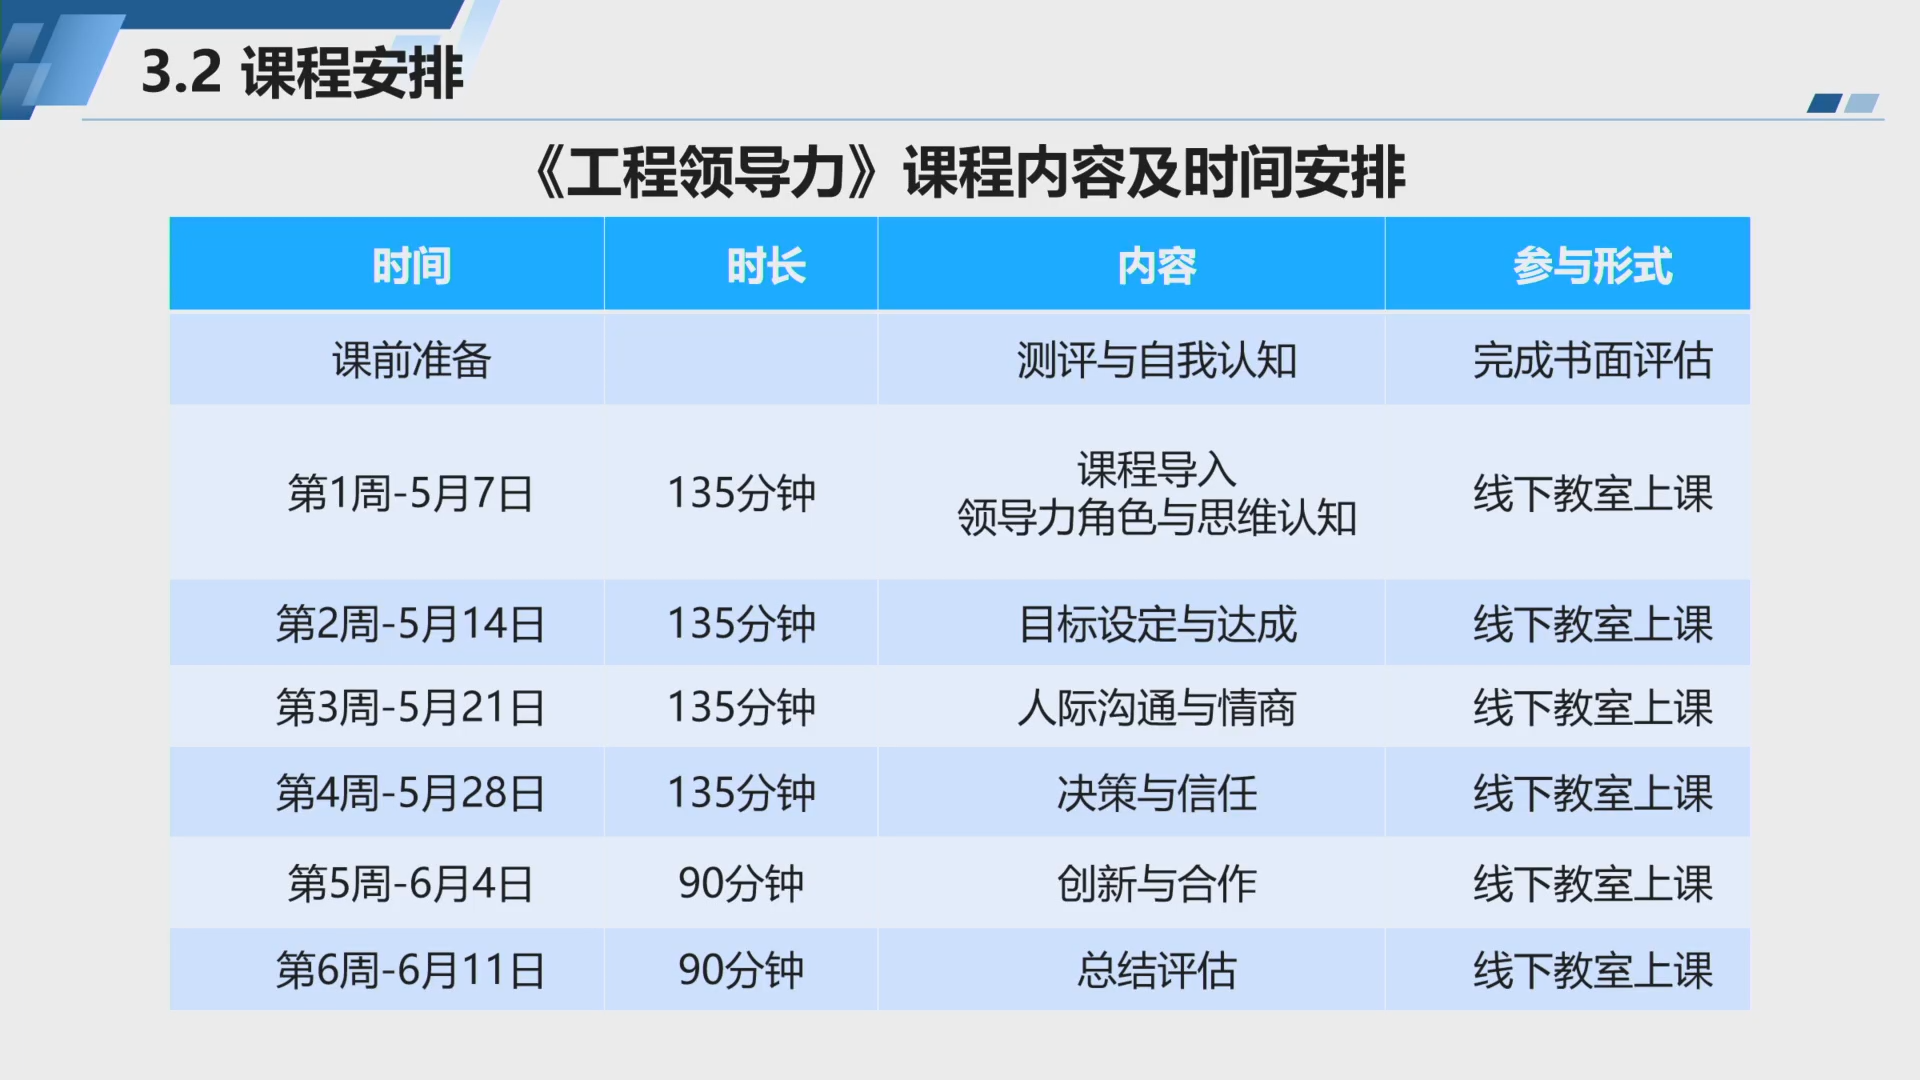 3.2 课程安排
《工程领导力》课程内容及时间安排
时间 时长 内容 参与形式
课前准备 测评与自我认知 完成书面评估
第1周-5月7日 135分钟 课程导入 领导力角色与思维认知 线下教室上课
第2周-5月14日 135分钟 目标设定与达成 线下教室上课
第3周-5月21日 135分钟 人际沟通与情商 线下教室上课
第4周-5月28日 135分钟 决策与信任 线下教室上课
第5周-6月4日 90分钟 创新与合作 线下教室上课
第6周-6月11日 90分钟 总结评估 线下教室上课